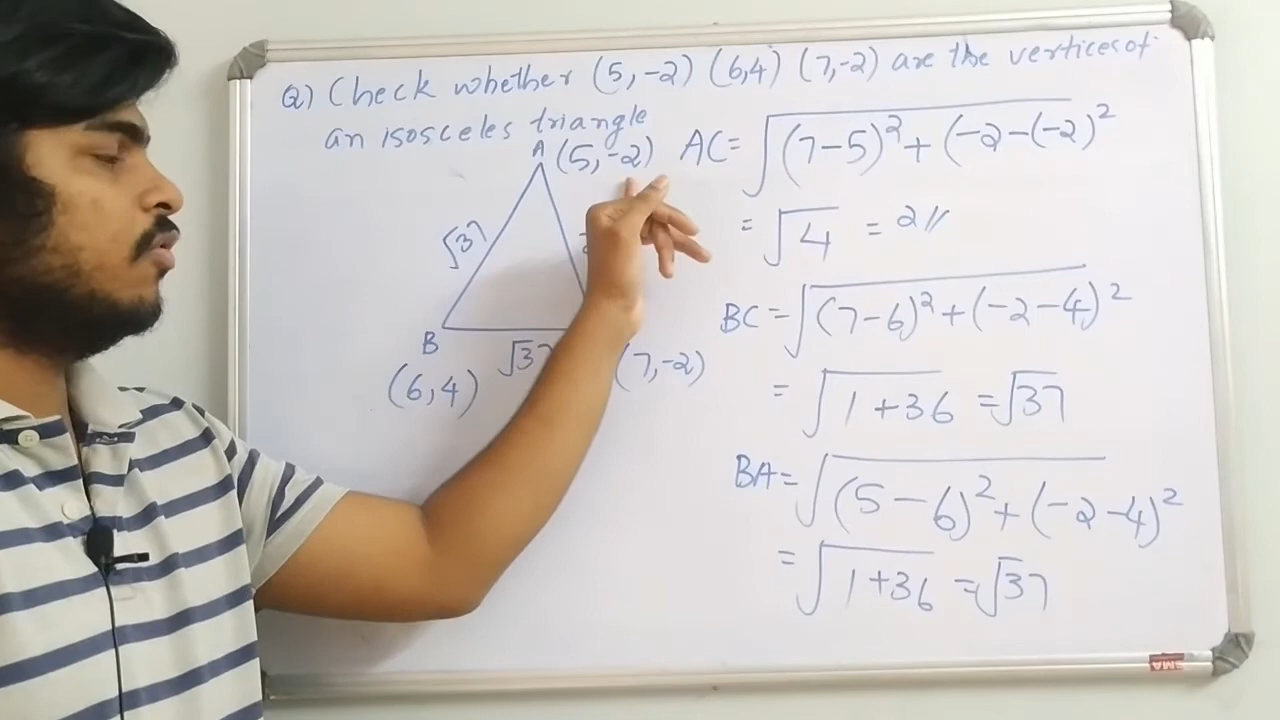 Q) Check whether (5,-2) (6,4) (7,-2) are the vertices of
an isosceles triangle
A (5,-2)
√37
B
(6,4)
(7,-2)
AC= √(7-5)²+(-2-(-2)²
= √4 = 2//
BC = √(7-6)²+(-2-4)²
= √1+36 =√37
BA= √(5-6)²+(-2-4)²
= √1+36 =√37